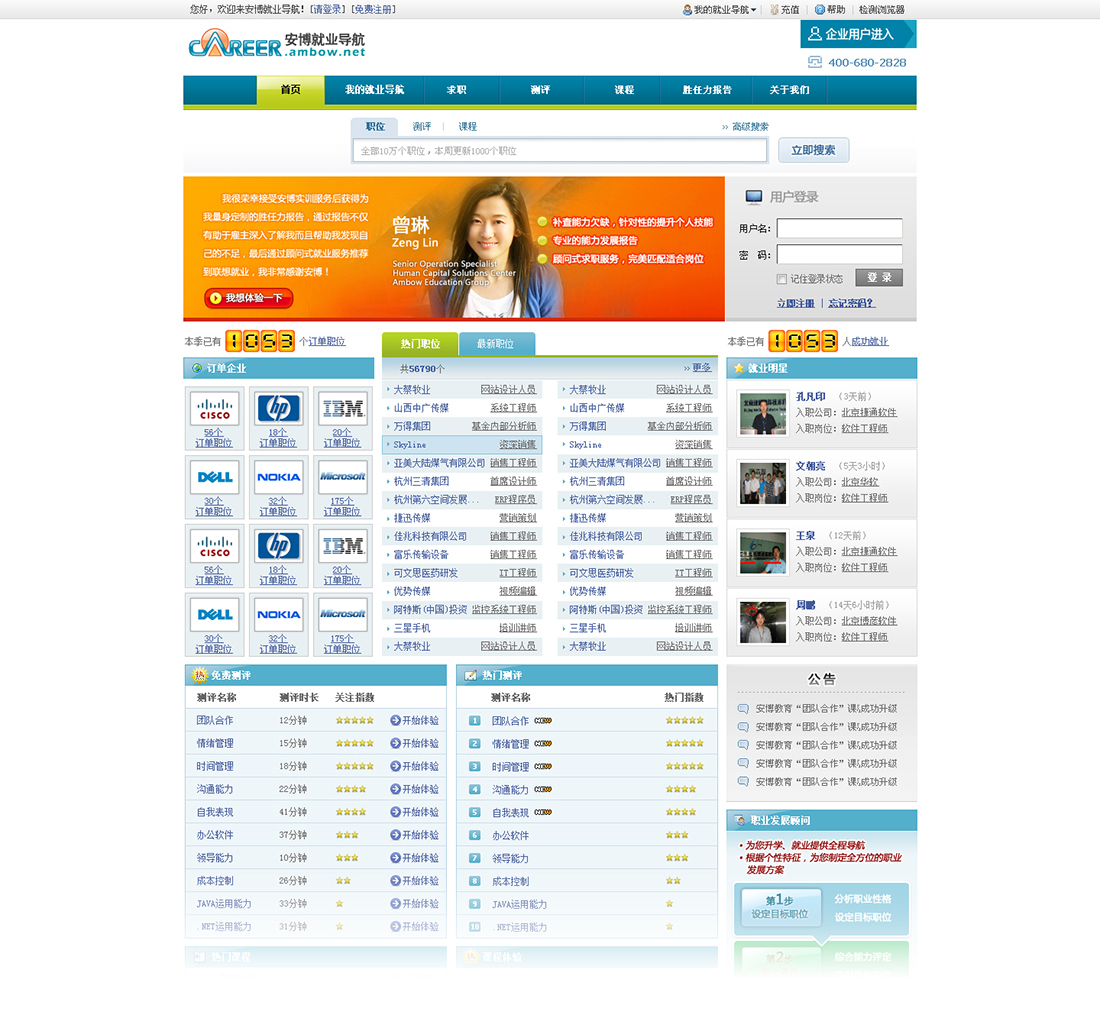 您好，欢迎来安博就业导航！ [请登录] [免费注册]
我的就业导航 充值 帮助 检测浏览器
CAREER 安博就业导航
.ambow.net
企业用户进入
400-680-2828
首页 我的就业导航 求职 测评 课程 胜任力报告 关于我们
职位 测评 课程 >> 高级搜索
全部10万个职位，本周更新1000个职位 立即搜索
我很荣幸接受安博实训服务后获得为
我量身定制的胜任力报告，通过报告不仅
有助于雇主深入了解我而且帮助我发现自
己的不足，最后通过顾问式就业服务推荐
到联想就业，我非常感谢安博！
我想体验一下
曾琳
Zeng Lin
Senior Operation Specialist
Human Capital Solutions Center
Ambow Education Group
补查能力欠缺，针对性的提升个人技能
专业的能力发展报告
顾问式求职服务，完美匹配适合岗位
用户登录
用户名：
密 码：
记住登录状态 登 录
立即注册 | 忘记密码？
本季已有 1053 个订单职位
订单企业
CISCO hp IBM
56个 18个 20个
订单职位 订单职位 订单职位
DELL NOKIA Microsoft
30个 32个 175个
订单职位 订单职位 订单职位
CISCO hp IBM
56个 18个 20个
订单职位 订单职位 订单职位
DELL NOKIA Microsoft
30个 32个 175个
订单职位 订单职位 订单职位
热门职位 最新职位
共56790个 >> 更多
大禁牧业 网站设计人员 大禁牧业 网站设计人员
山西中广传媒 系统工程师 山西中广传媒 系统工程师
万得集团 基金内部分析师 万得集团 基金内部分析师
Skyline 资深销售 Skyline 资深销售
亚美大陆煤气有限公司 销售工程师 亚美大陆煤气有限公司 销售工程师
杭州三清集团 首席设计师 杭州三清集团 首席设计师
杭州第六空间发展... ERP程序员 杭州第六空间发展... ERP程序员
捷迅传媒 营销策划 捷迅传媒 营销策划
佳兆科技有限公司 销售工程师 佳兆科技有限公司 销售工程师
富乐传输设备 销售工程师 富乐传输设备 销售工程师
可文思医药研发 IT工程师 可文思医药研发 IT工程师
优势传媒 视频编辑 优势传媒 视频编辑
阿特斯(中国)投资 监控系统工程师 阿特斯(中国)投资 监控系统工程师
三星手机 培训讲师 三星手机 培训讲师
大禁牧业 网站设计人员 大禁牧业 网站设计人员
本季已有 1053 人成功就业
就业明星
孔凡印 （3天前）
入职公司：北京捷通软件
入职岗位：软件工程师
文朝亮 （5天3小时）
入职公司：北京华软
入职岗位：软件工程师
王泉 （12天前）
入职公司：北京捷通软件
入职岗位：软件工程师
周鹏 （14天6小时前）
入职公司：北京博彦软件
入职岗位：软件工程师
热 免费测评
测评名称 测评时长 关注指数
团队合作 12分钟 开始体验
情绪管理 15分钟 开始体验
时间管理 18分钟 开始体验
沟通能力 22分钟 开始体验
自我表现 41分钟 开始体验
办公软件 37分钟 开始体验
领导能力 10分钟 开始体验
成本控制 26分钟 开始体验
JAVA运用能力 33分钟 开始体验
.NET运用能力 31分钟 开始体验
热门课程
热门测评
测评名称 热门指数
1 团队合作 NEW
2 情绪管理 NEW
3 时间管理 NEW
4 沟通能力 NEW
5 自我表现 NEW
6 办公软件
7 领导能力
8 成本控制
9 JAVA运用能力
10 .NET运用能力
热 课程体验
公告
安博教育“团队合作”课成功升级
安博教育“团队合作”课成功升级
安博教育“团队合作”课成功升级
安博教育“团队合作”课成功升级
安博教育“团队合作”课成功升级
职业发展顾问
• 为您升学、就业提供全程导航
• 根据个性特征，为您制定全方位的职业
发展方案
第1步 分析职业性格
设定目标职位 设定目标职位
第2步 综合能力评定